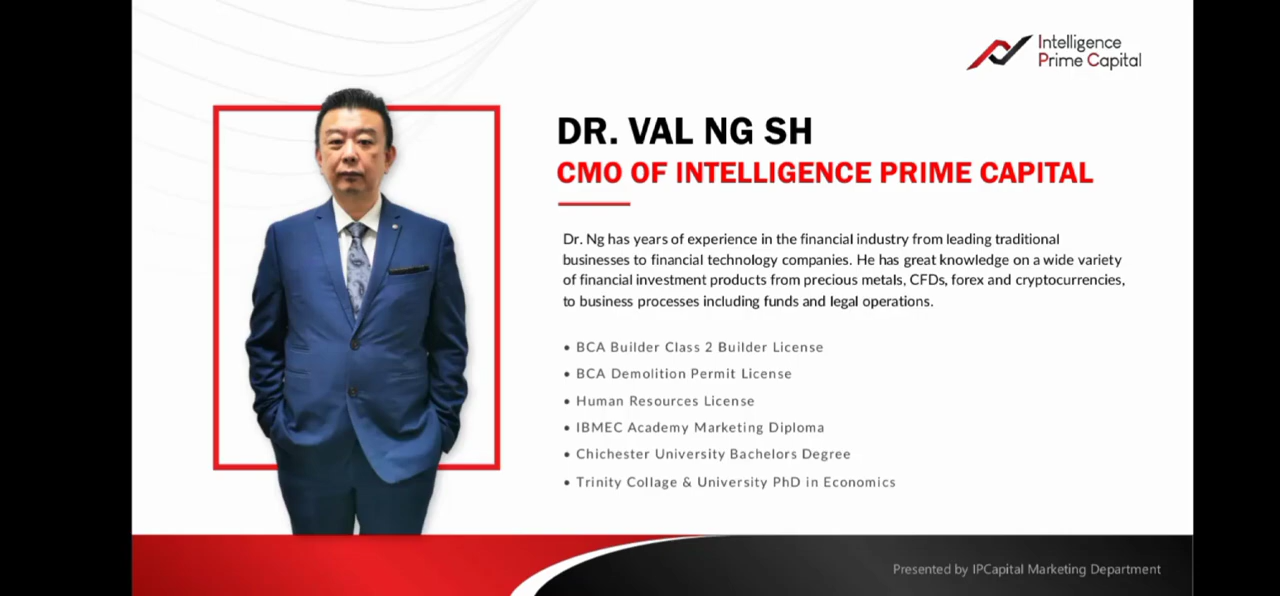 Intelligence
Prime Capital
DR. VAL NG SH
CMO OF INTELLIGENCE PRIME CAPITAL
Dr. Ng has years of experience in the financial industry from leading traditional
businesses to financial technology companies. He has great knowledge on a wide variety
of financial investment products from precious metals, CFDs, forex and cryptocurrencies,
to business processes including funds and legal operations.
• BCA Builder Class 2 Builder License
• BCA Demolition Permit License
• Human Resources License
• IBMEC Academy Marketing Diploma
• Chichester University Bachelors Degree
• Trinity Collage & University PhD in Economics
Presented by IPCapital Marketing Department